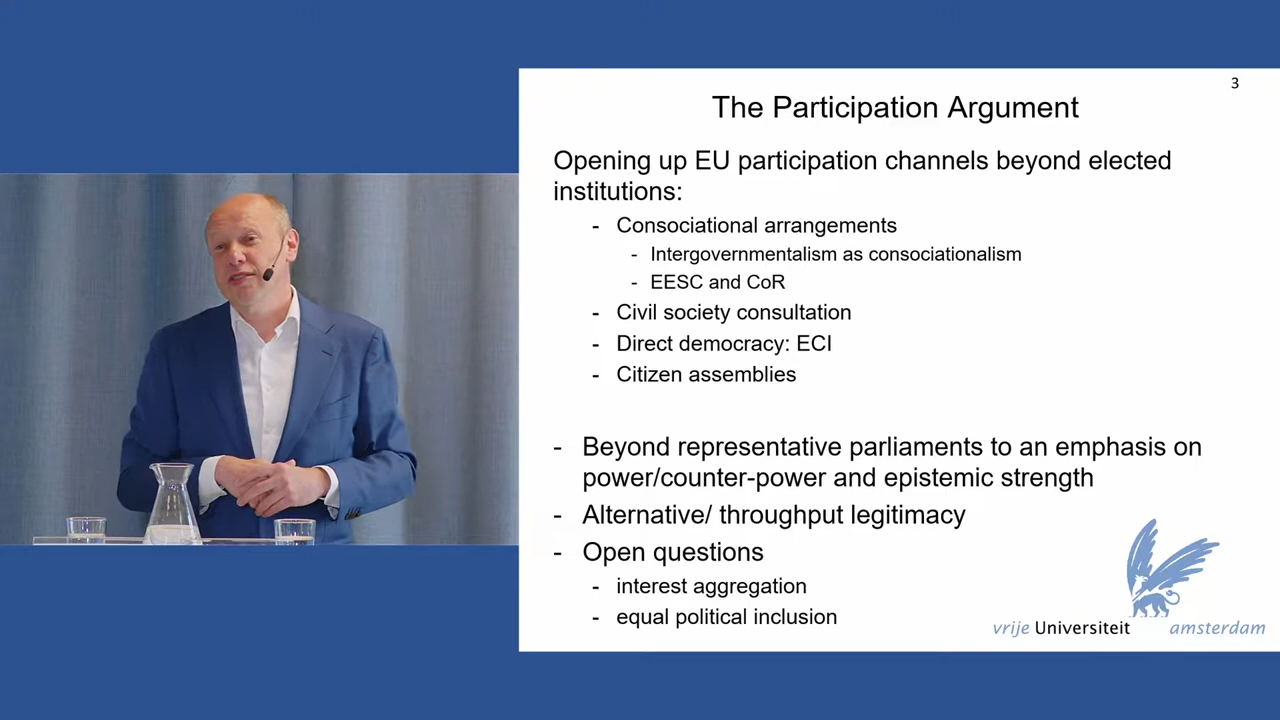 3
The Participation Argument
Opening up EU participation channels beyond elected
institutions:
- Consociational arrangements
- Intergovernmentalism as consociationalism
- EESC and CoR
- Civil society consultation
- Direct democracy: ECI
- Citizen assemblies
- Beyond representative parliaments to an emphasis on
power/counter-power and epistemic strength
- Alternative/ throughput legitimacy
- Open questions
- interest aggregation
- equal political inclusion
vrije Universiteit amsterdam